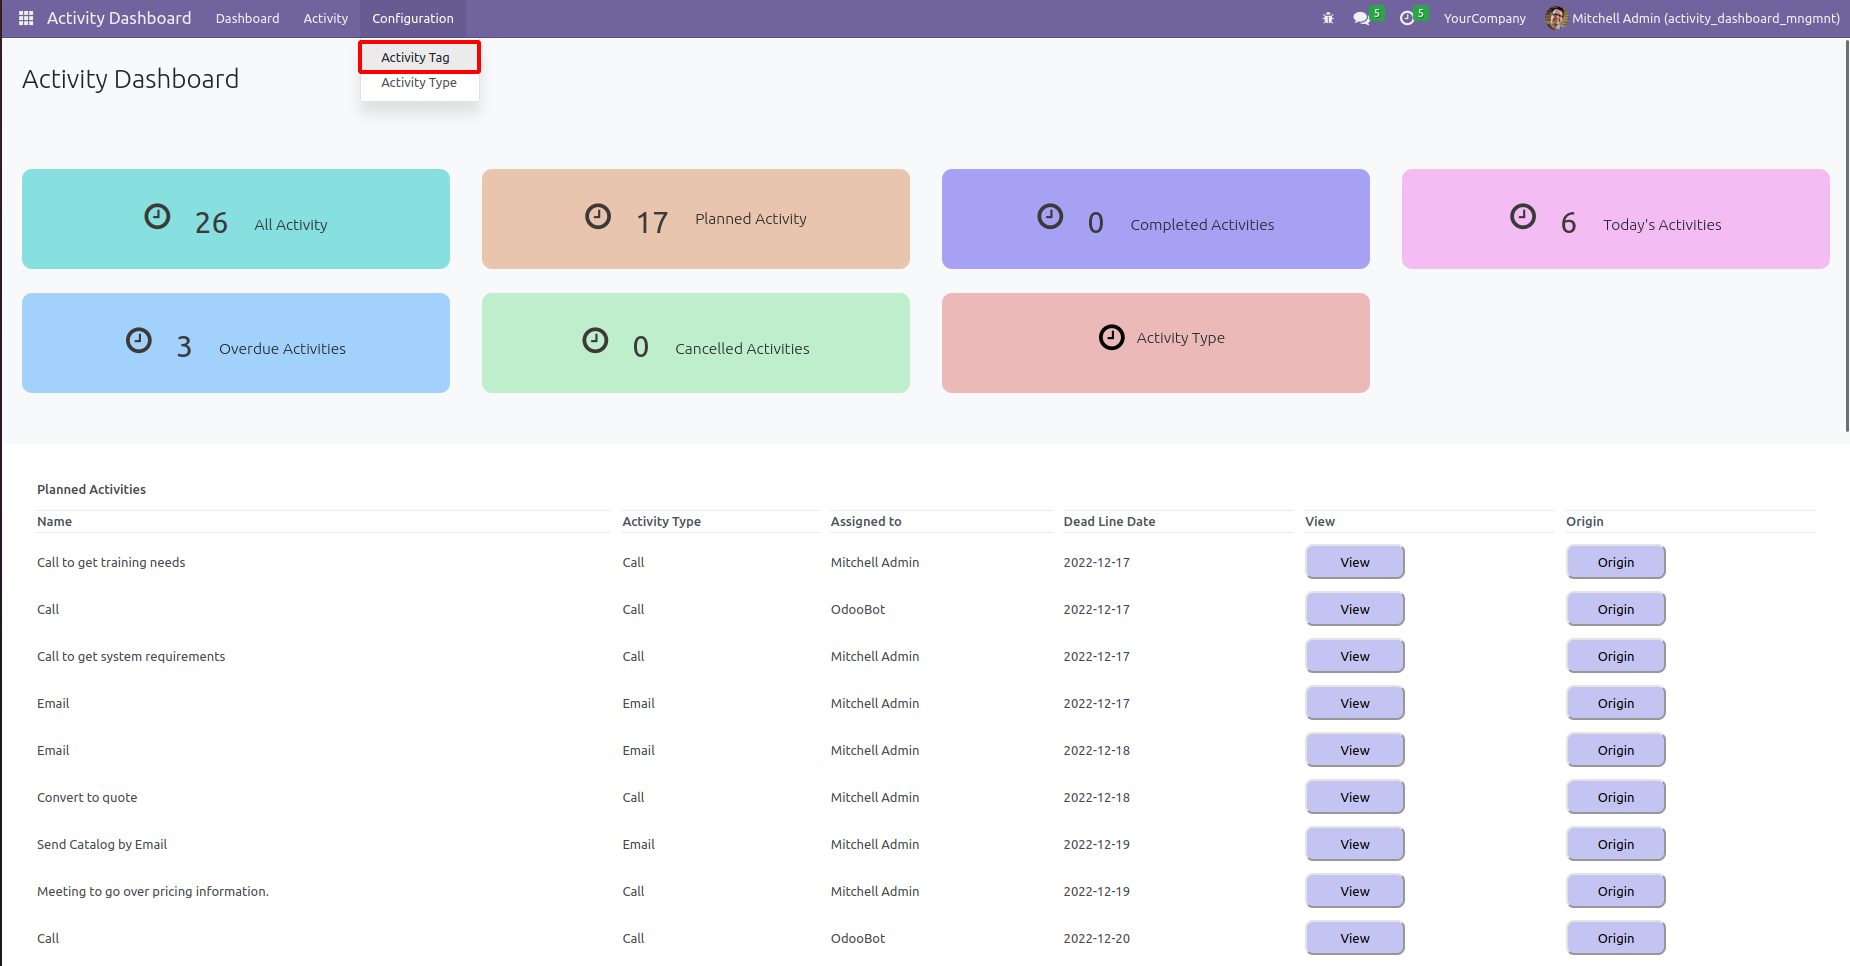 Activity Dashboard Dashboard Activity Configuration 5 5 YourCompany Mitchell Admin (activity_dashboard_mngmnt)
Activity Tag
Activity Type
Activity Dashboard
26 All Activity
17 Planned Activity
0 Completed Activities
6 Today's Activities
3 Overdue Activities
0 Cancelled Activities
Activity Type
Planned Activities
Name Activity Type Assigned to Dead Line Date View Origin
Call to get training needs Call Mitchell Admin 2022-12-17 View Origin
Call Call OdooBot 2022-12-17 View Origin
Call to get system requirements Call Mitchell Admin 2022-12-17 View Origin
Email Email Mitchell Admin 2022-12-17 View Origin
Email Email Mitchell Admin 2022-12-18 View Origin
Convert to quote Call Mitchell Admin 2022-12-18 View Origin
Send Catalog by Email Email Mitchell Admin 2022-12-19 View Origin
Meeting to go over pricing information. Call Mitchell Admin 2022-12-19 View Origin
Call Call OdooBot 2022-12-20 View Origin